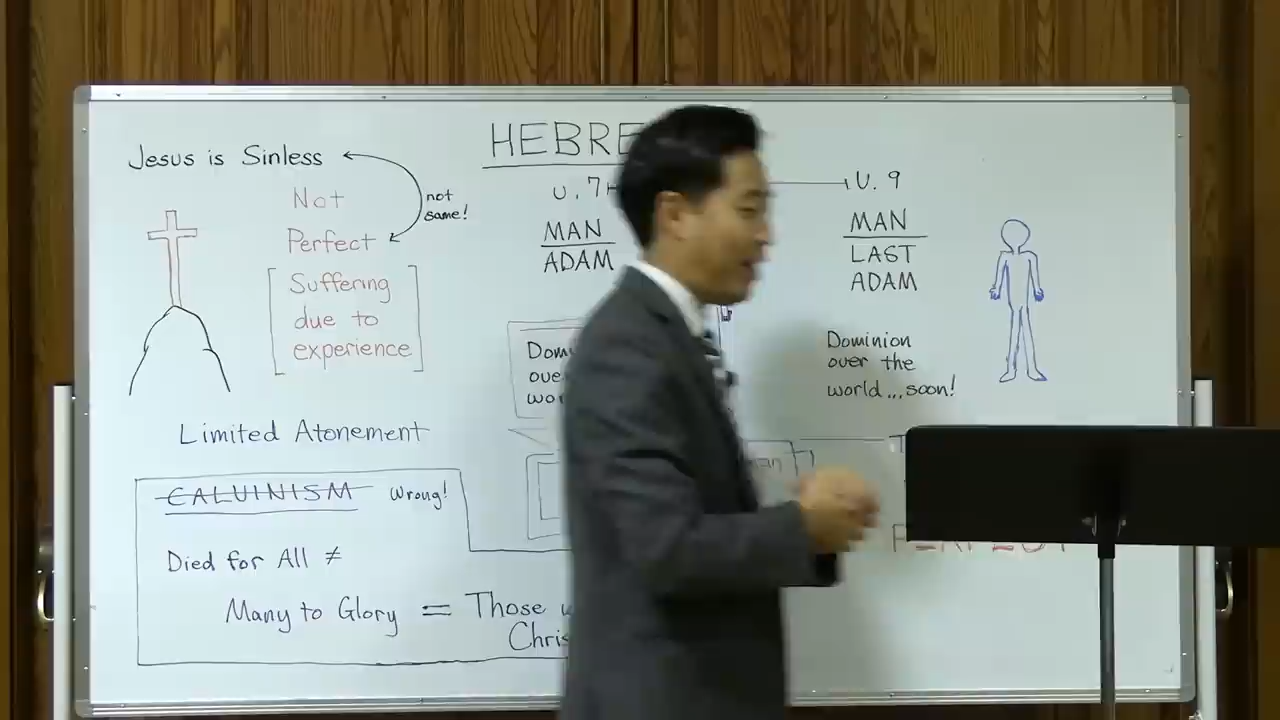 HEBRE
Jesus is Sinless
Not
Perfect
not
same!
[Suffering
due to
experience]
v. 7
MAN
ADAM
v. 9
MAN
LAST
ADAM
Dominion
over the
world...soon!
Limited Atonement
CALVINISM Wrong!
Died for All ≠
Many to Glory = Those
Chris